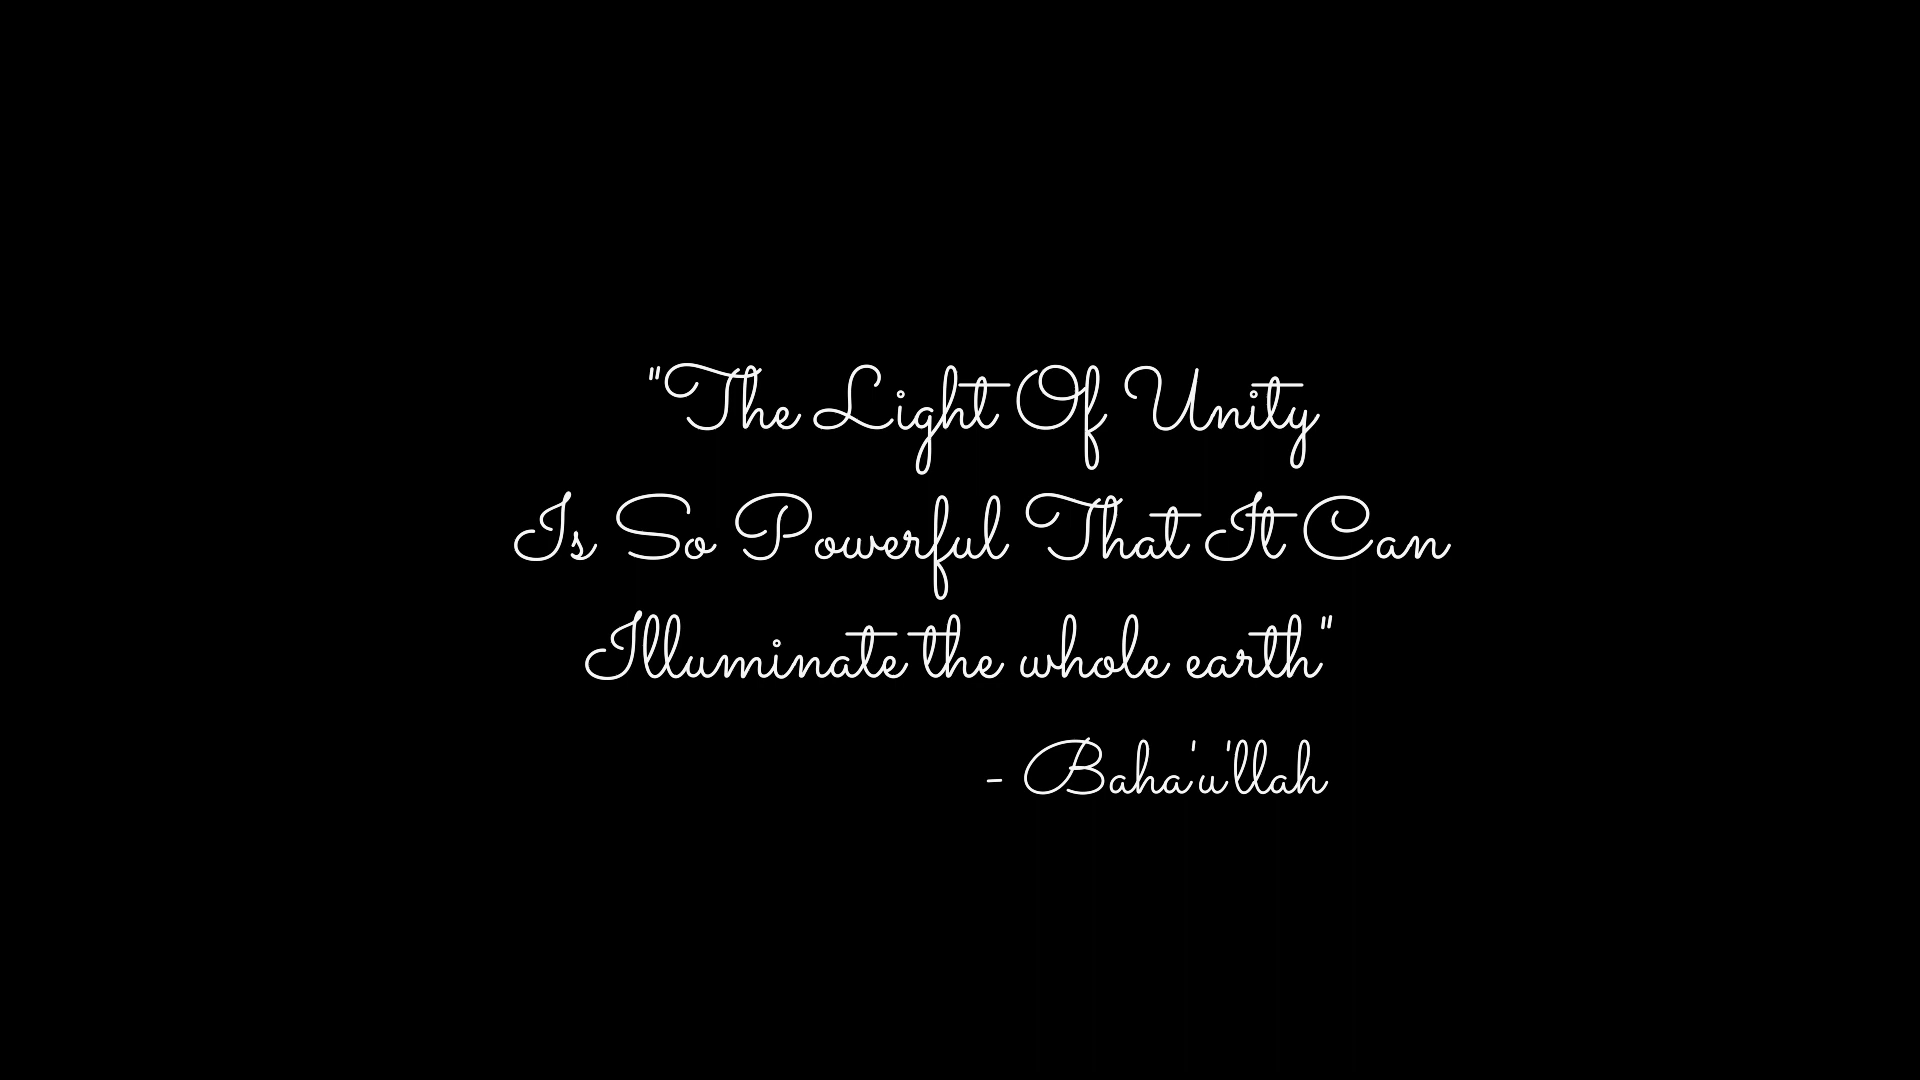 "The Light Of Unity
Is So Powerful That It Can
Illuminate the whole earth"
- Baha'u'llah